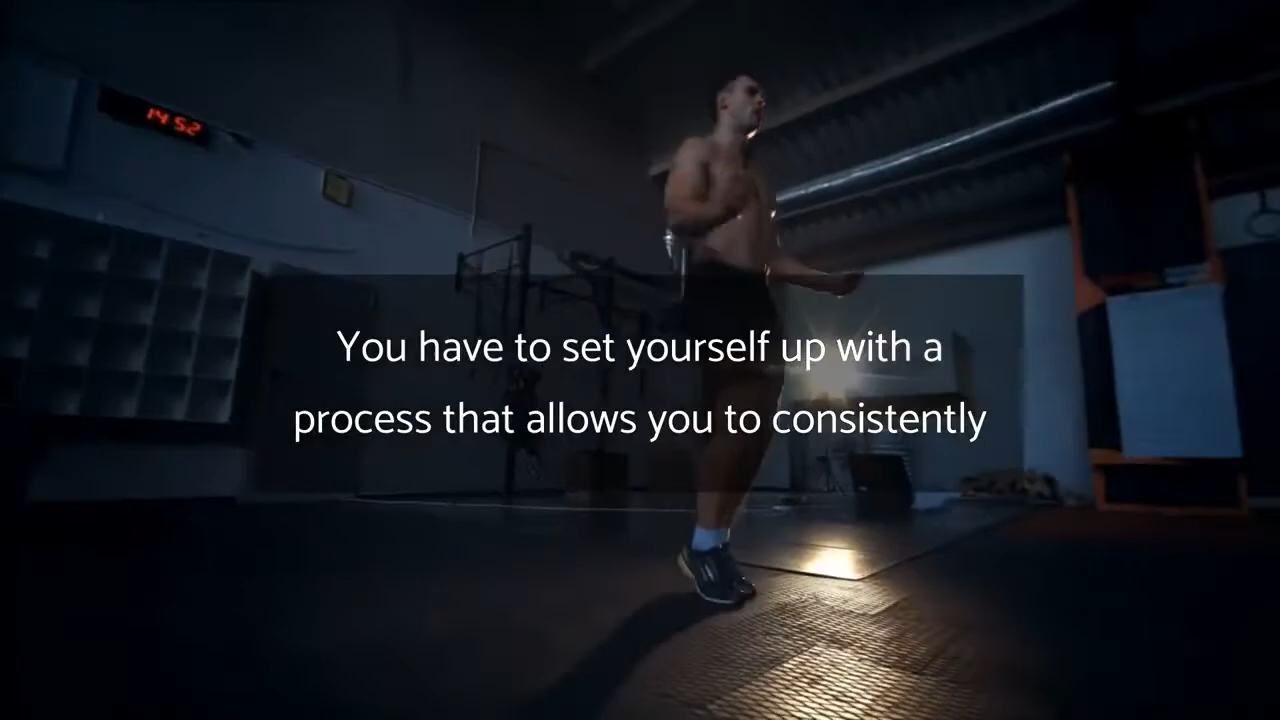 14 52
You have to set yourself up with a
process that allows you to consistently